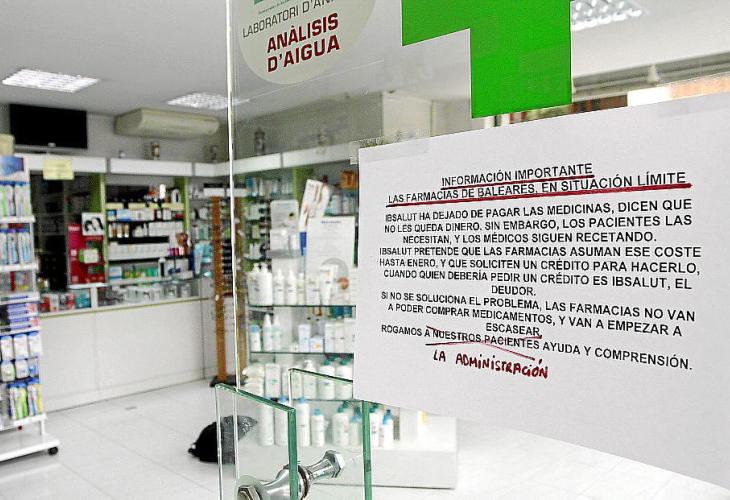 LABORATORI D'AN
ANÀLISIS
D'AIGUA
INFORMACIÓN IMPORTANTE
LAS FARMACIAS DE BALEARES, EN SITUACIÓN LÍMITE
IBSALUT HA DEJADO DE PAGAR LAS MEDICINAS, DICEN QUE
NO LES QUEDA DINERO. SIN EMBARGO, LOS PACIENTES LAS
NECESITAN, Y LOS MÉDICOS SIGUEN RECETANDO.
IBSALUT PRETENDE QUE LAS FARMACIAS ASUMAN ESE COSTE
HASTA ENERO, Y QUE SOLICITEN UN CRÉDITO PARA HACERLO,
CUANDO QUIEN DEBERÍA PEDIR UN CRÉDITO ES IBSALUT, EL
DEUDOR.
SI NO SE SOLUCIONA EL PROBLEMA, LAS FARMACIAS NO VAN
A PODER COMPRAR MEDICAMENTOS, Y VAN A EMPEZAR A
ESCASEAR.
ROGAMOS A NUESTROS PACIENTES AYUDA Y COMPRENSIÓN.
LA ADMINISTRACIÓN